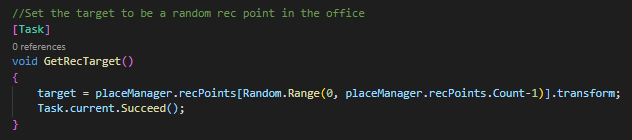 //Set the target to be a random rec point in the office
[Task]
0 references
void GetRecTarget()
{
    target = placeManager.recPoints[Random.Range(0, placeManager.recPoints.Count-1)].transform;
    Task.current.Succeed();
}